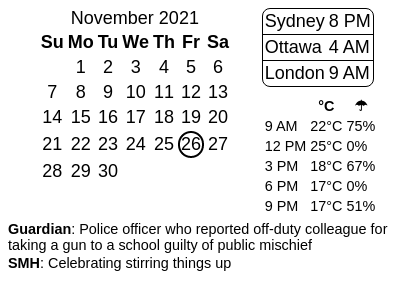 November 2021
Su Mo Tu We Th Fr Sa
1 2 3 4 5 6
7 8 9 10 11 12 13
14 15 16 17 18 19 20
21 22 23 24 25 26 27
28 29 30
Sydney 8 PM
Ottawa 4 AM
London 9 AM
°C ☂
9 AM 22°C 75%
12 PM 25°C 0%
3 PM 18°C 67%
6 PM 17°C 0%
9 PM 17°C 51%
Guardian: Police officer who reported off-duty colleague for
taking a gun to a school guilty of public mischief
SMH: Celebrating stirring things up